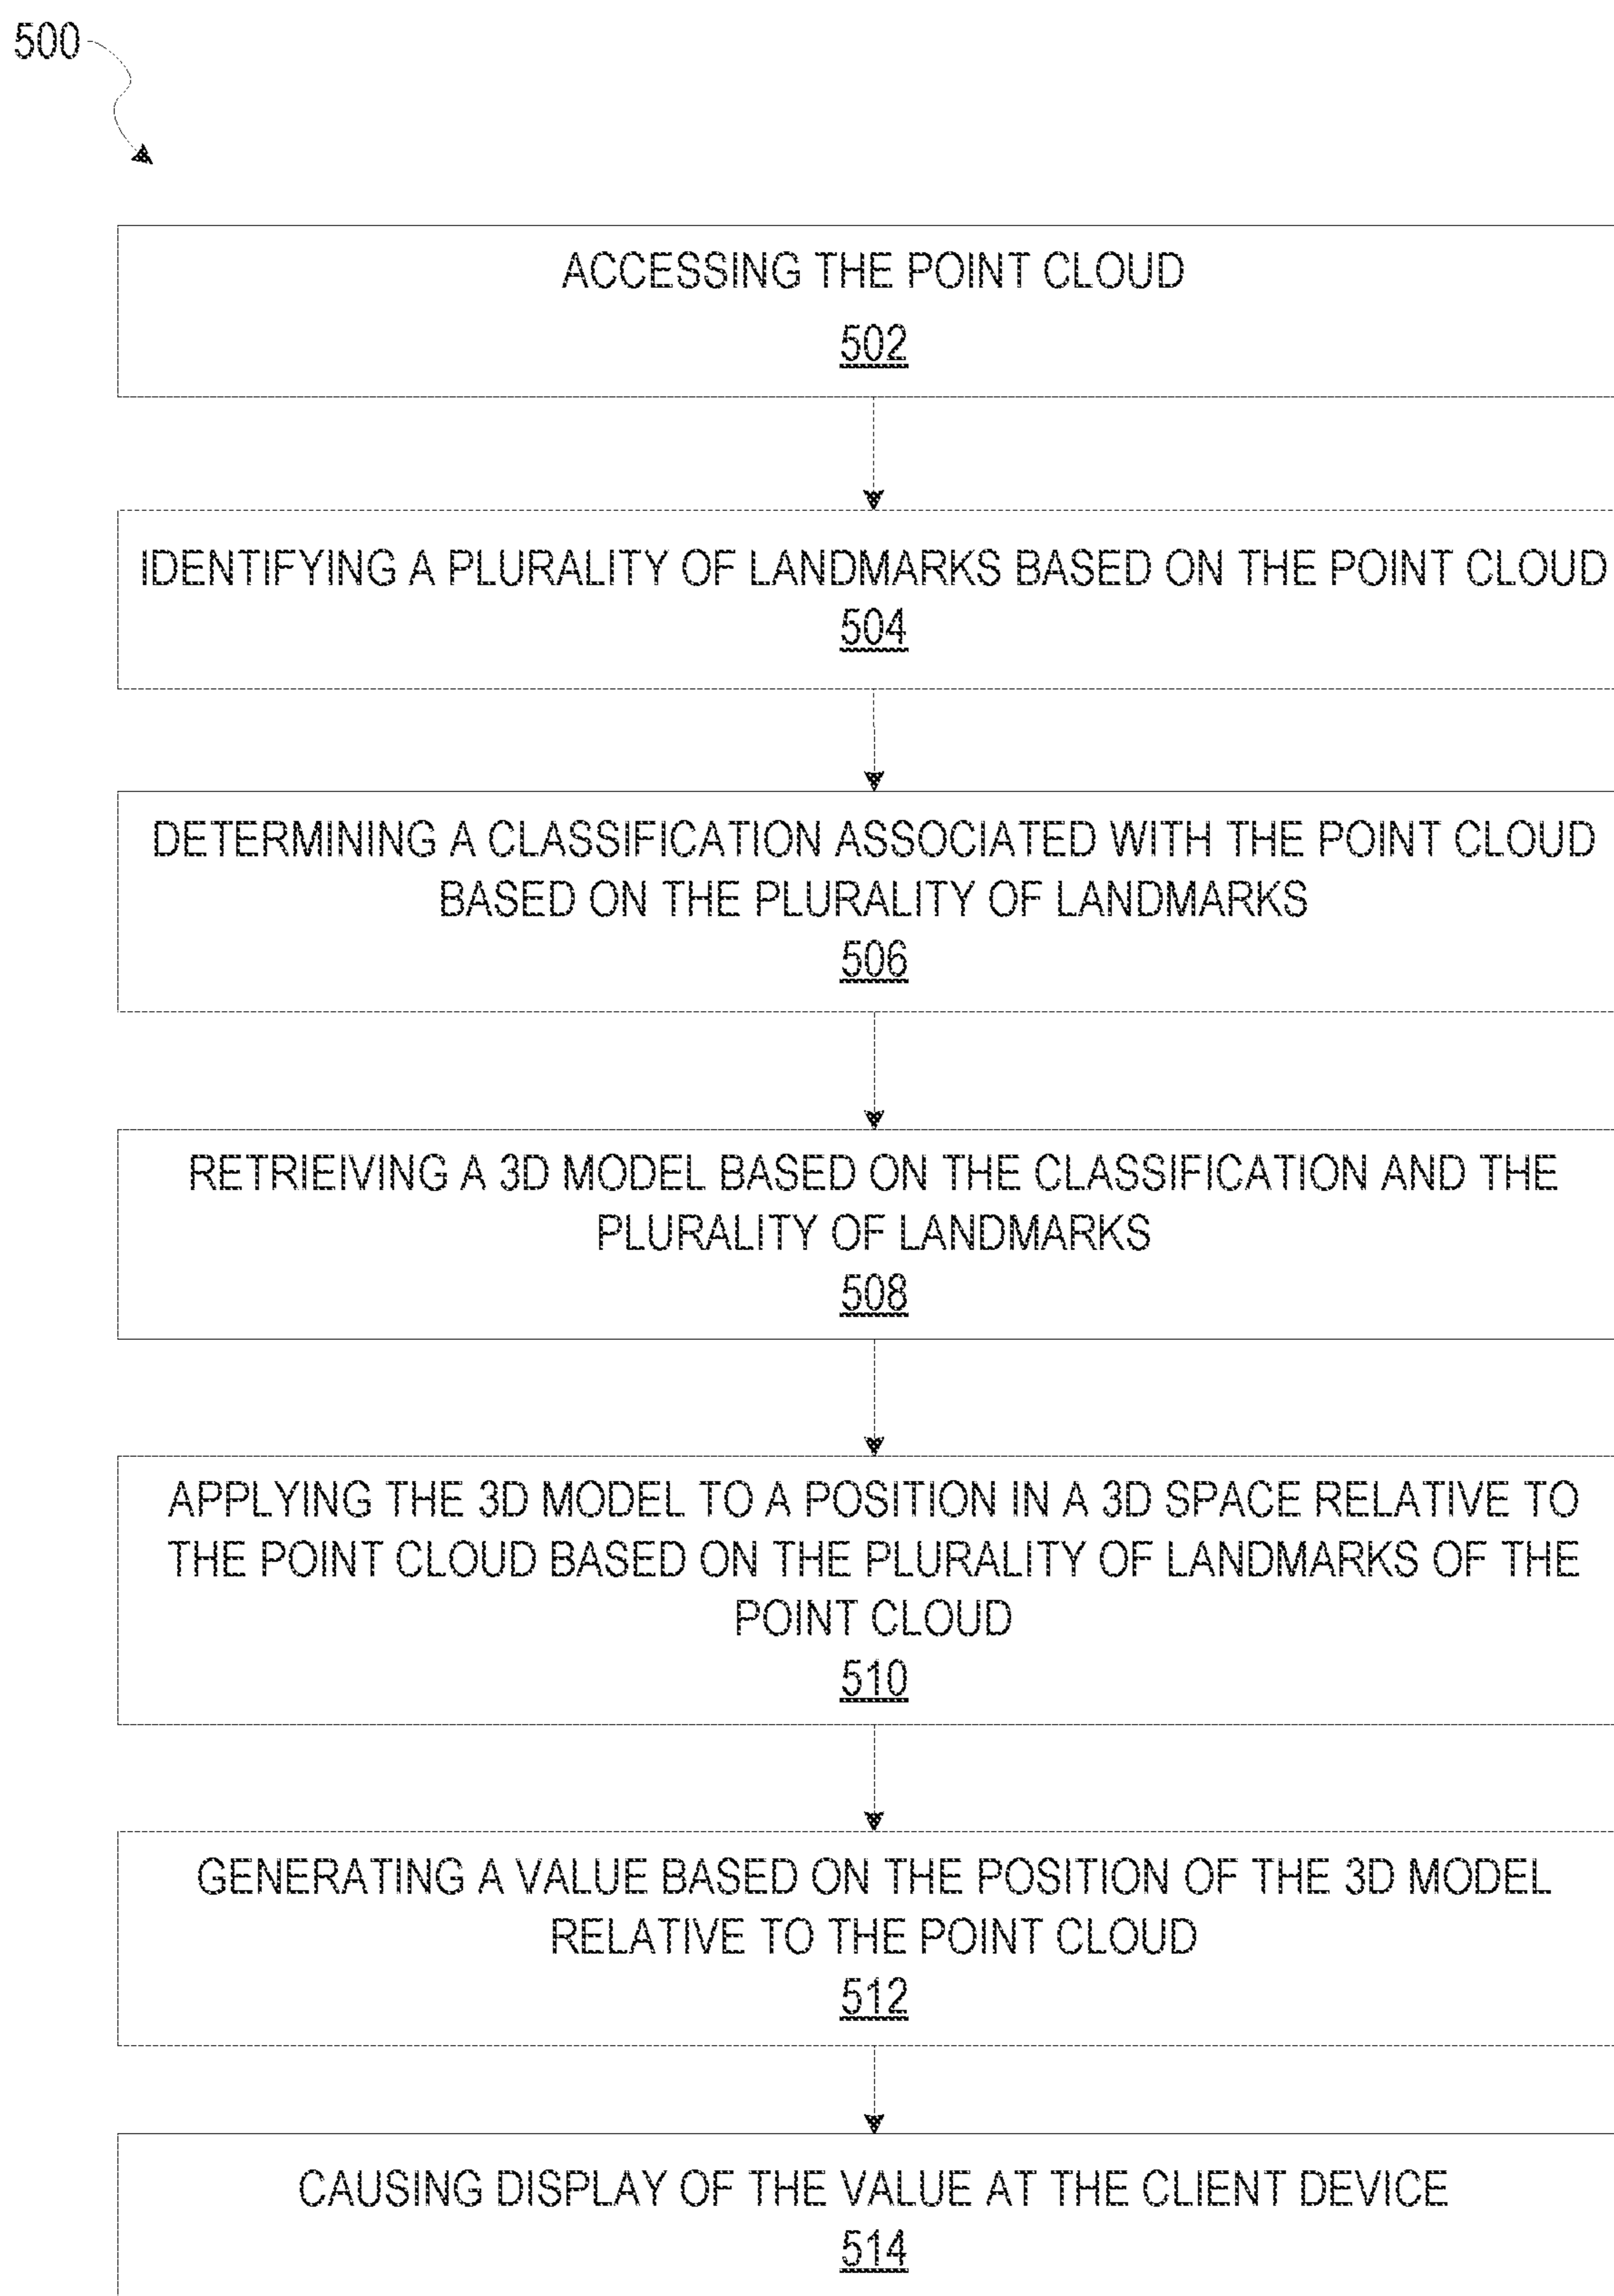 500
ACCESSING THE POINT CLOUD
502
IDENTIFYING A PLURALITY OF LANDMARKS BASED ON THE POINT CLOUD
504
DETERMINING A CLASSIFICATION ASSOCIATED WITH THE POINT CLOUD
BASED ON THE PLURALITY OF LANDMARKS
506
RETRIEIVING A 3D MODEL BASED ON THE CLASSIFICATION AND THE
PLURALITY OF LANDMARKS
508
APPLYING THE 3D MODEL TO A POSITION IN A 3D SPACE RELATIVE TO
THE POINT CLOUD BASED ON THE PLURALITY OF LANDMARKS OF THE
POINT CLOUD
510
GENERATING A VALUE BASED ON THE POSITION OF THE 3D MODEL
RELATIVE TO THE POINT CLOUD
512
CAUSING DISPLAY OF THE VALUE AT THE CLIENT DEVICE
514